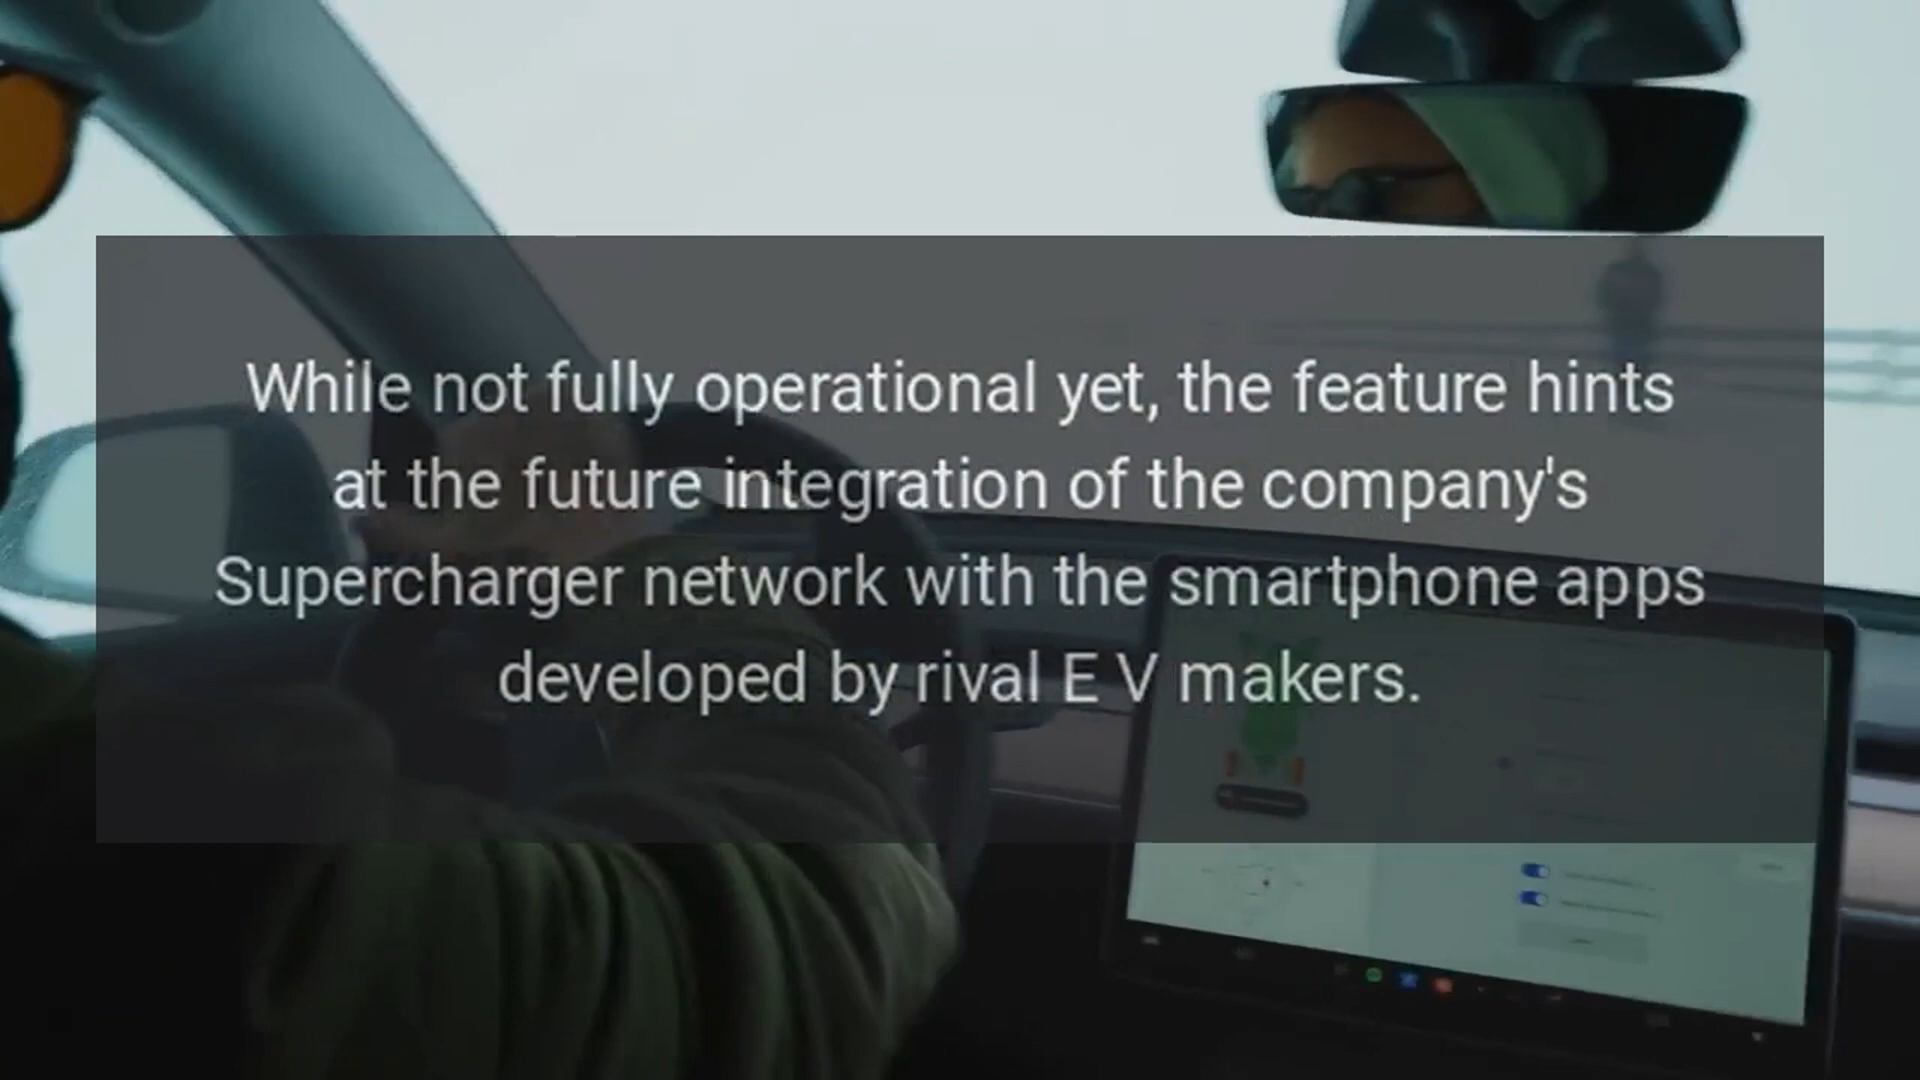 While not fully operational yet, the feature hints
at the future integration of the company's
Supercharger network with the smartphone apps
developed by rival E V makers.